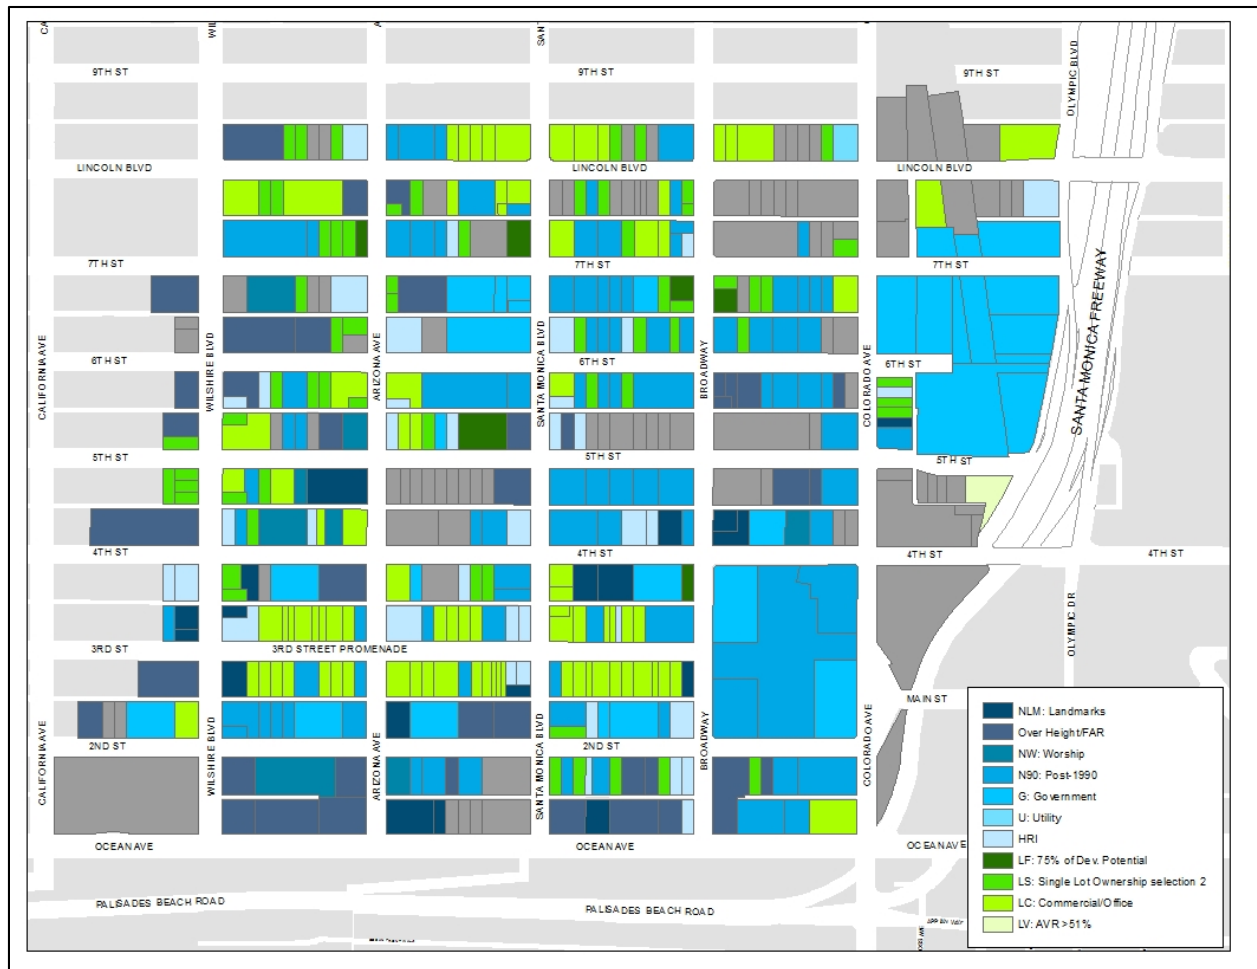 CA
WIL
A
SAN
9TH ST
9TH ST
9TH ST
OLYMPIC BLVD
LINCOLN BLVD
LINCOLN BLVD
LINCOLN BLVD
7TH ST
7TH ST
7TH ST
SANTA MONICA FREEWAY
CALIFORNIA AVE
WILSHIRE BLVD
ARIZONA AVE
SANTA MONICA BLVD
BROADWAY
COLORADO AVE
6TH ST
6TH ST
6TH ST
5TH ST
5TH ST
5TH ST
4TH ST
4TH ST
4TH ST
4TH ST
OLYMPIC DR
3RD ST
3RD STREET PROMENADE
MAIN ST
CALIFORNIA AVE
WILSHIRE BLVD
ARIZONA AVE
SANTA MONICA BLVD
BROADWAY
COLORADO AVE
2ND ST
2ND ST
OCEAN AVE
OCEAN AVE
OCEAN AVE
PALISADES BEACH ROAD
PALISADES BEACH ROAD
APPIAN WAY
NLM: Landmarks
Over Height/FAR
NW: Worship
N90: Post-1990
G: Government
U: Utility
HRI
LF: 75% of Dev. Potential
LS: Single Lot Ownership selection 2
LC: Commercial/Office
LV: AVR >51%